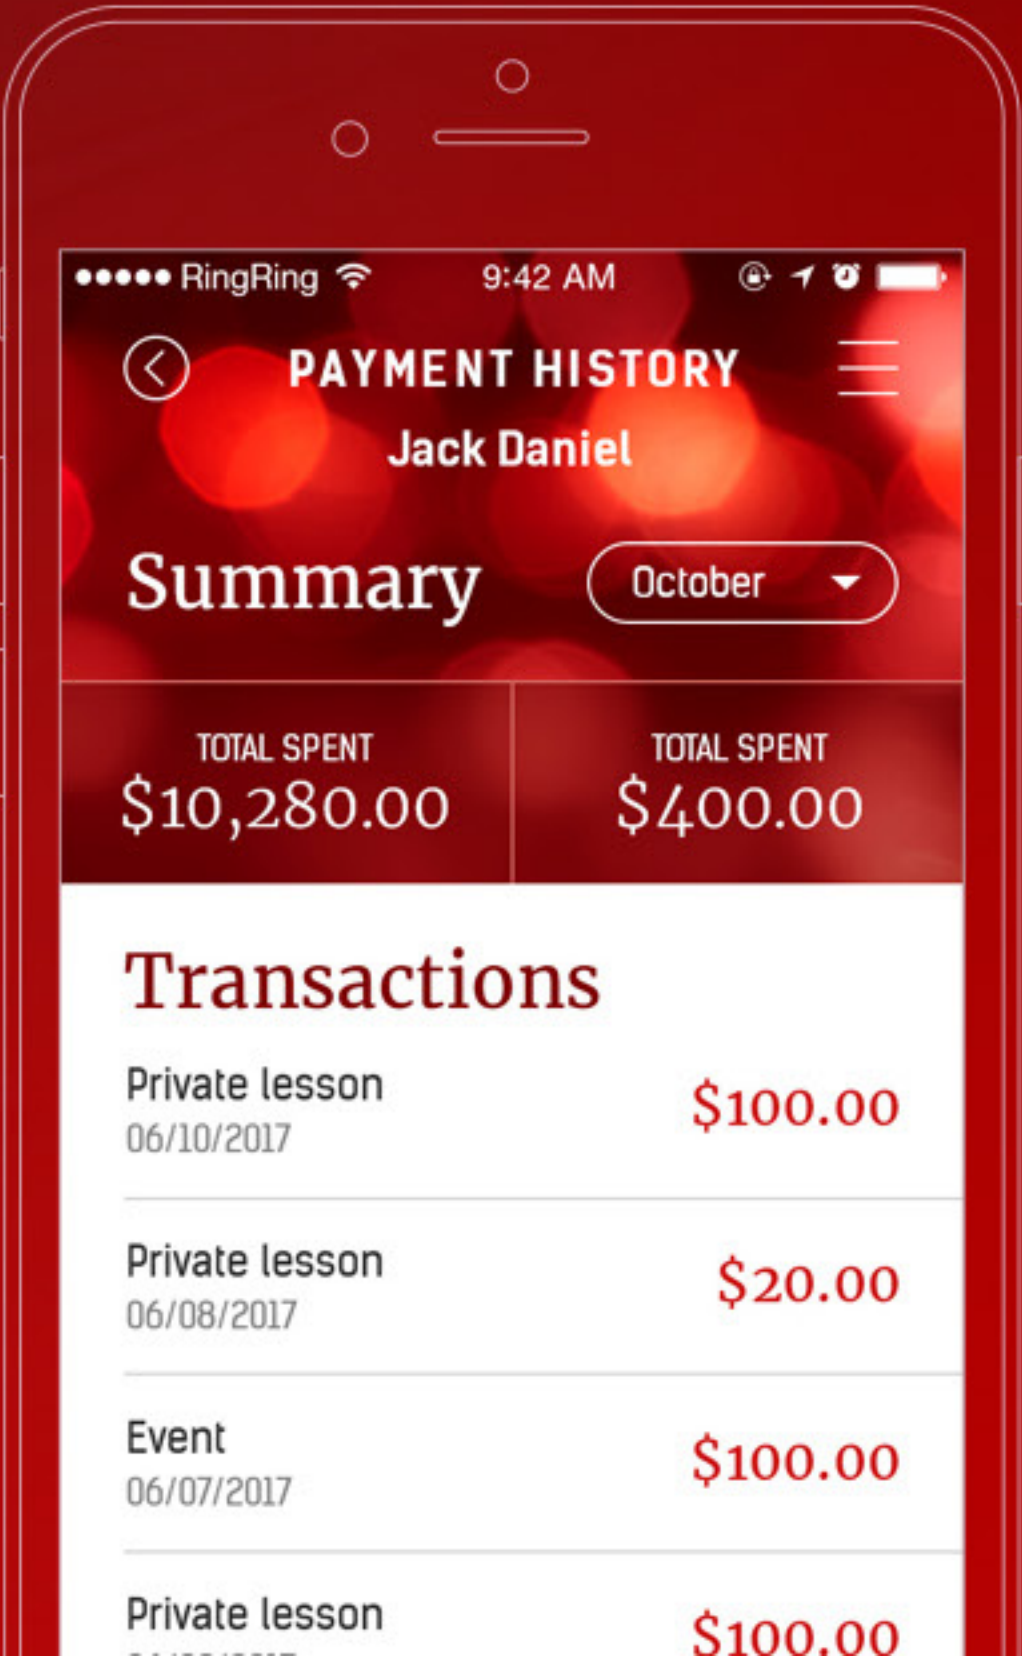 RingRing 9:42 AM
PAYMENT HISTORY
Jack Daniel
Summary October
TOTAL SPENT TOTAL SPENT
$10,280.00 $400.00
Transactions
Private lesson $100.00
06/10/2017
Private lesson $20.00
06/08/2017
Event $100.00
06/07/2017
Private lesson $100.00